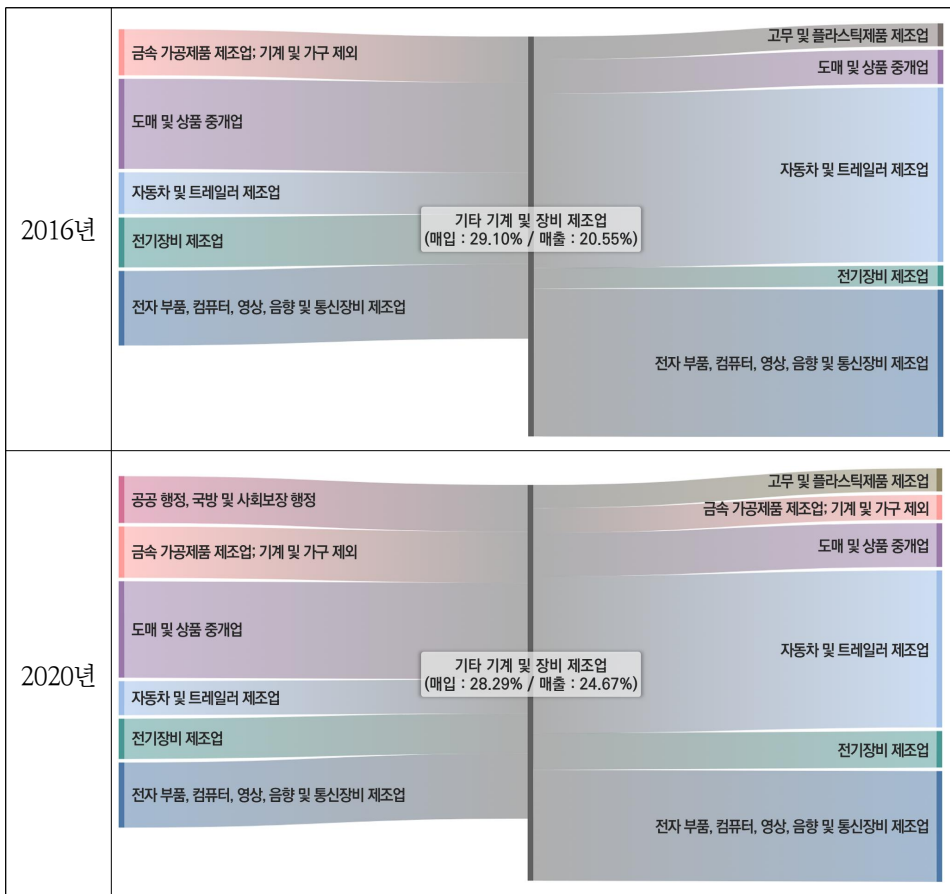 2016년
금속 가공제품 제조업; 기계 및 가구 제외
도매 및 상품 중개업
자동차 및 트레일러 제조업
전기장비 제조업
전자 부품, 컴퓨터, 영상, 음향 및 통신장비 제조업
기타 기계 및 장비 제조업
(매입 : 29.10% / 매출 : 20.55%)
고무 및 플라스틱제품 제조업
도매 및 상품 중개업
자동차 및 트레일러 제조업
전기장비 제조업
전자 부품, 컴퓨터, 영상, 음향 및 통신장비 제조업
2020년
공공 행정, 국방 및 사회보장 행정
금속 가공제품 제조업; 기계 및 가구 제외
도매 및 상품 중개업
자동차 및 트레일러 제조업
전기장비 제조업
전자 부품, 컴퓨터, 영상, 음향 및 통신장비 제조업
기타 기계 및 장비 제조업
(매입 : 28.29% / 매출 : 24.67%)
고무 및 플라스틱제품 제조업
금속 가공제품 제조업; 기계 및 가구 제외
도매 및 상품 중개업
자동차 및 트레일러 제조업
전기장비 제조업
전자 부품, 컴퓨터, 영상, 음향 및 통신장비 제조업